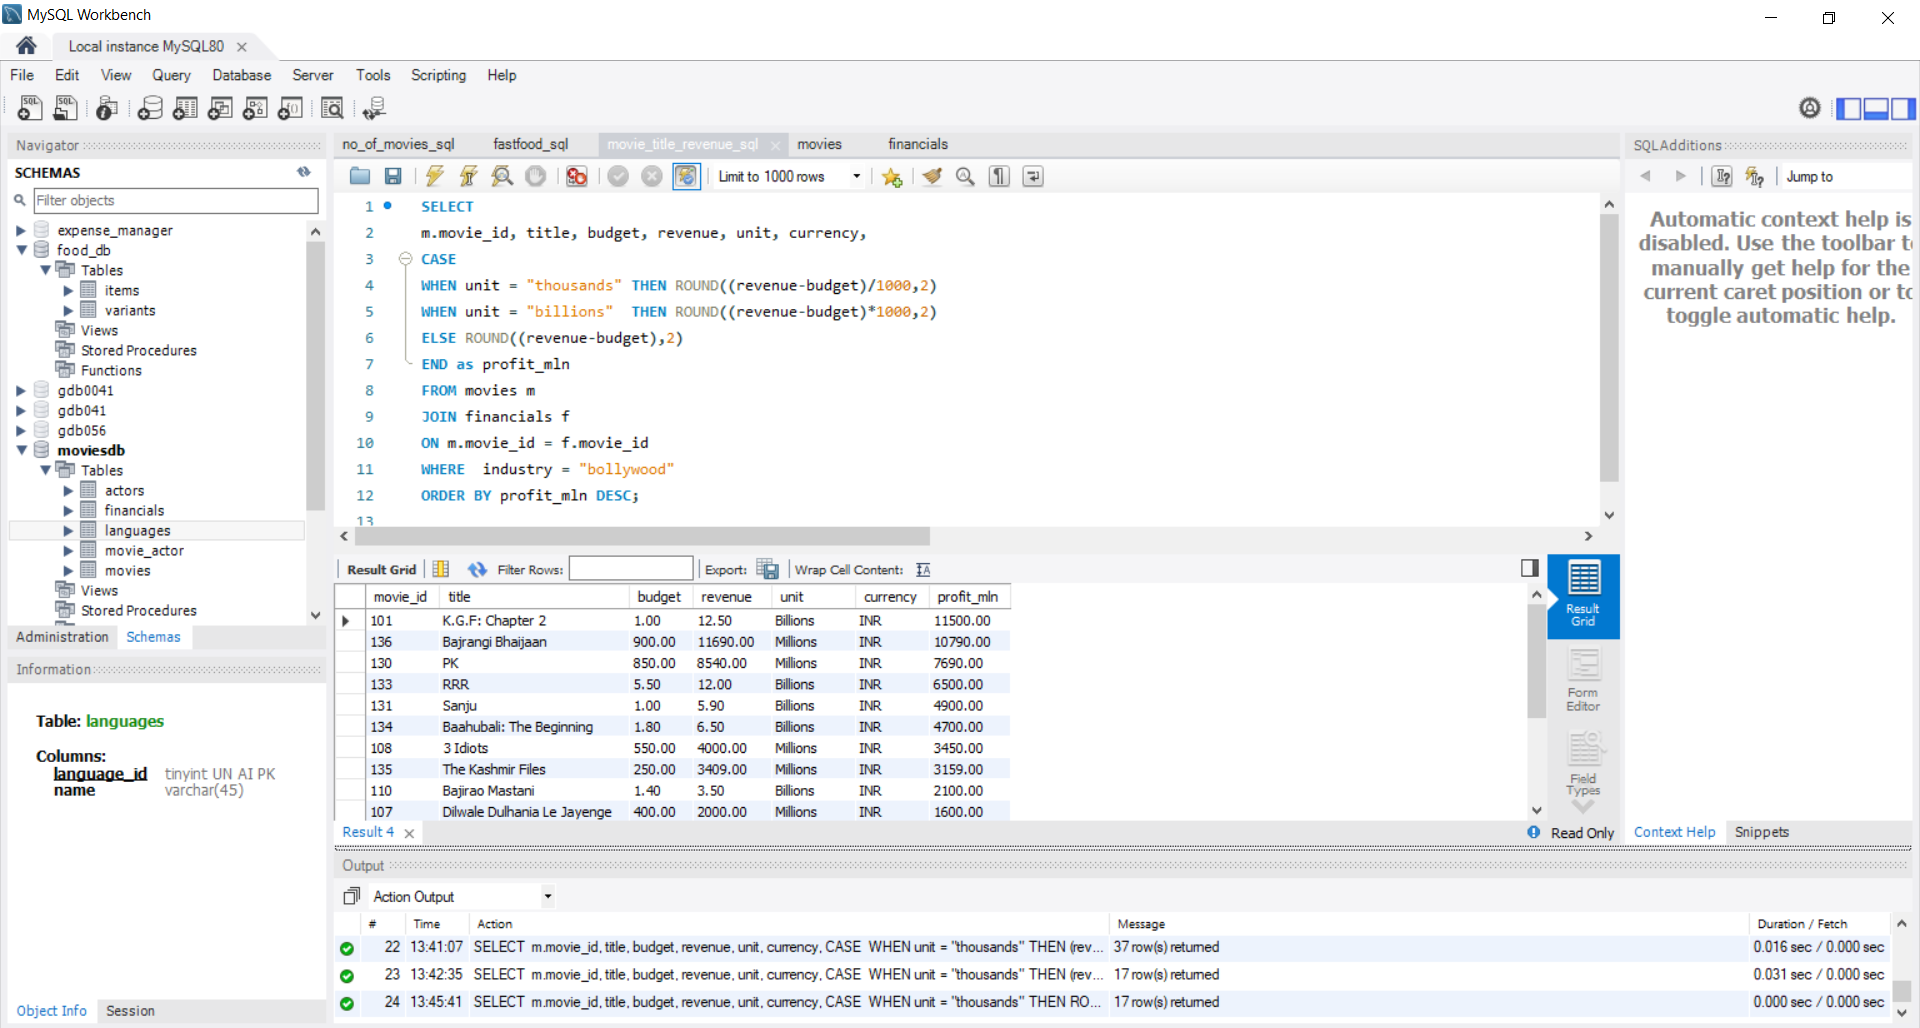 MySQL Workbench
Local instance MySQL80
File Edit View Query Database Server Tools Scripting Help
Navigator
SCHEMAS
Filter objects
expense_manager
food_db
Tables
items
variants
Views
Stored Procedures
Functions
gdb0041
gdb041
gdb056
moviesdb
Tables
actors
financials
languages
movie_actor
movies
Views
Stored Procedures
Administration Schemas
Information
Table: languages
Columns:
language_id tinyint UN AI PK
name varchar(45)
Object Info Session
no_of_movies_sql fastfood_sql movie_title_revenue_sql movies financials
Limit to 1000 rows
1 SELECT
2 m.movie_id, title, budget, revenue, unit, currency,
3 CASE
4 WHEN unit = "thousands" THEN ROUND((revenue-budget)/1000,2)
5 WHEN unit = "billions"  THEN ROUND((revenue-budget)*1000,2)
6 ELSE ROUND((revenue-budget),2)
7 END as profit_mln
8 FROM movies m
9 JOIN financials f
10 ON m.movie_id = f.movie_id
11 WHERE  industry = "bollywood"
12 ORDER BY profit_mln DESC;
13
Result Grid Filter Rows: Export: Wrap Cell Content:
movie_id title budget revenue unit currency profit_mln
101 K.G.F: Chapter 2 1.00 12.50 Billions INR 11500.00
136 Bajrangi Bhaijaan 900.00 11690.00 Millions INR 10790.00
130 PK 850.00 8540.00 Millions INR 7690.00
133 RRR 5.50 12.00 Billions INR 6500.00
131 Sanju 1.00 5.90 Billions INR 4900.00
134 Baahubali: The Beginning 1.80 6.50 Billions INR 4700.00
108 3 Idiots 550.00 4000.00 Millions INR 3450.00
135 The Kashmir Files 250.00 3409.00 Millions INR 3159.00
110 Bajirao Mastani 1.40 3.50 Billions INR 2100.00
107 Dilwale Dulhania Le Jayenge 400.00 2000.00 Millions INR 1600.00
Result 4
Result
Grid
Form
Editor
Field
Types
Read Only
SQLAdditions
Jump to
Automatic context help is
disabled. Use the toolbar to
manually get help for the
current caret position or to
toggle automatic help.
Context Help Snippets
Output
Action Output
# Time Action Message Duration / Fetch
22 13:41:07 SELECT m.movie_id, title, budget, revenue, unit, currency, CASE WHEN unit = "thousands" THEN (rev... 37 row(s) returned 0.016 sec / 0.000 sec
23 13:42:35 SELECT m.movie_id, title, budget, revenue, unit, currency, CASE WHEN unit = "thousands" THEN (rev... 17 row(s) returned 0.031 sec / 0.000 sec
24 13:45:41 SELECT m.movie_id, title, budget, revenue, unit, currency, CASE WHEN unit = "thousands" THEN RO... 17 row(s) returned 0.000 sec / 0.000 sec